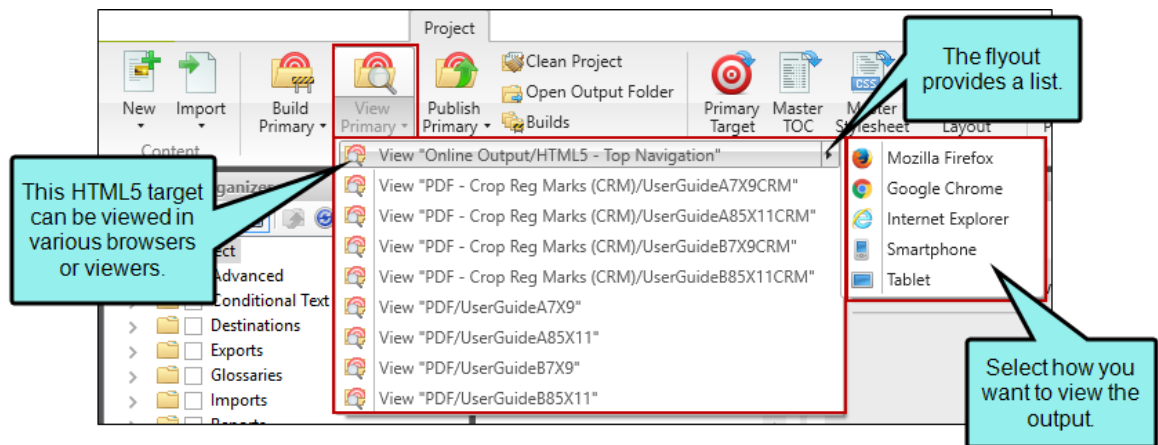 Project
New
Import
Build
Primary
View
Primary
Publish
Primary
Clean Project
Open Output Folder
Builds
Primary
Target
Master
TOC
Stylesheet
Layout
Content
The flyout
provides a list.
This HTML5 target
can be viewed in
various browsers
or viewers.
View "Online Output/HTML5 - Top Navigation"
View "PDF - Crop Reg Marks (CRM)/UserGuideA7X9CRM"
View "PDF - Crop Reg Marks (CRM)/UserGuideA85X11CRM"
View "PDF - Crop Reg Marks (CRM)/UserGuideB7X9CRM"
View "PDF - Crop Reg Marks (CRM)/UserGuideB85X11CRM"
View "PDF/UserGuideA7X9"
View "PDF/UserGuideA85X11"
View "PDF/UserGuideB7X9"
View "PDF/UserGuideB85X11"
Mozilla Firefox
Google Chrome
Internet Explorer
Smartphone
Tablet
Advanced
Conditional Text
Destinations
Exports
Glossaries
Imports
Select how you
want to view the
output.